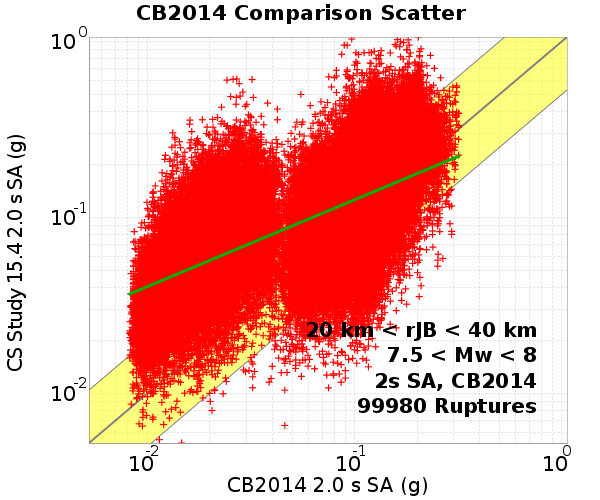 CB2014 Comparison Scatter
10^0
10^-1
10^-2
CS Study 15.4 2.0 s SA (g)
20 km < rJB < 40 km
7.5 < Mw < 8
2s SA, CB2014
99980 Ruptures
10^-2 10^-1 10^0
CB2014 2.0 s SA (g)